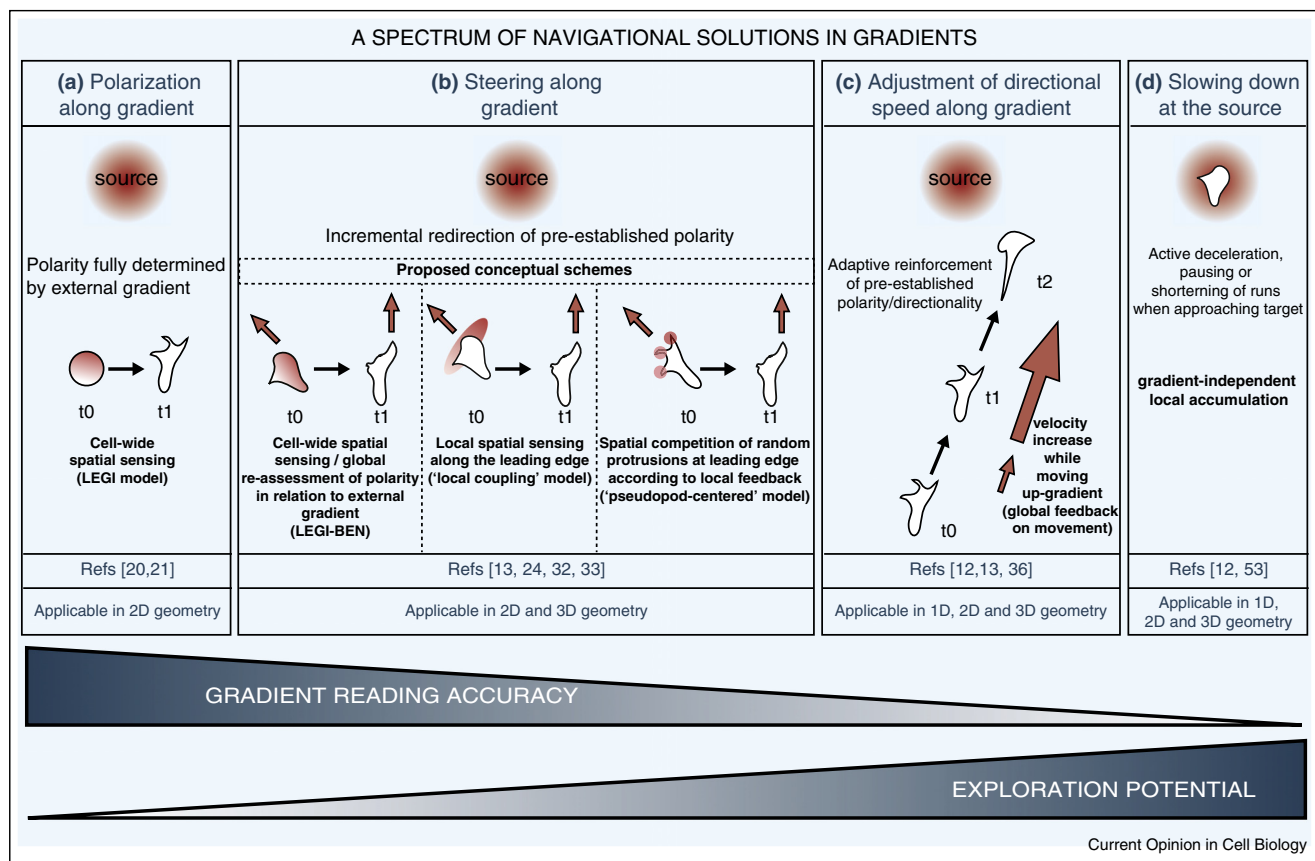 A SPECTRUM OF NAVIGATIONAL SOLUTIONS IN GRADIENTS
(a) Polarization
along gradient
source
Polarity fully determined
by external gradient
t0
t1
Cell-wide
spatial sensing
(LEGI model)
Refs [20,21]
Applicable in 2D geometry
(b) Steering along
gradient
source
Incremental redirection of pre-established polarity
Proposed conceptual schemes
t0
t1
Cell-wide spatial
sensing / global
re-assessment of polarity
in relation to external
gradient
(LEGI-BEN)
t0
t1
Local spatial sensing
along the leading edge
('local coupling' model)
t0
t1
Spatial competition of random
protrusions at leading edge
according to local feedback
('pseudopod-centered' model)
Refs [13, 24, 32, 33]
Applicable in 2D and 3D geometry
(c) Adjustment of directional
speed along gradient
source
Adaptive reinforcement
of pre-established
polarity/directionality
t2
t1
t0
velocity
increase
while
moving
up-gradient
(global feedback
on movement)
Refs [12,13, 36]
Applicable in 1D, 2D and 3D geometry
(d) Slowing down
at the source
Active deceleration,
pausing or
shorterning of runs
when approaching target
gradient-independent
local accumulation
Refs [12, 53]
Applicable in 1D,
2D and 3D geometry
GRADIENT READING ACCURACY
EXPLORATION POTENTIAL
Current Opinion in Cell Biology